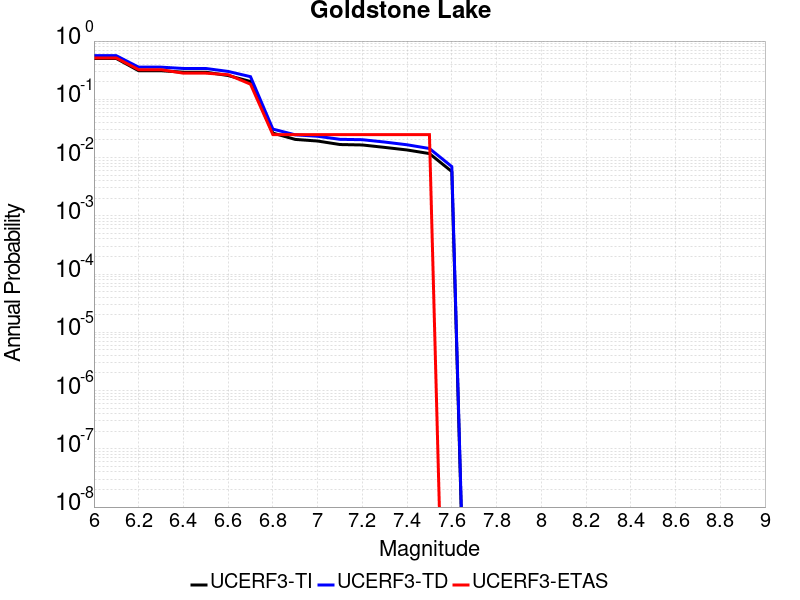 Goldstone Lake
10^0
10^-1
10^-2
10^-3
10^-4
10^-5
10^-6
10^-7
10^-8
Annual Probability
6 6.2 6.4 6.6 6.8 7 7.2 7.4 7.6 7.8 8 8.2 8.4 8.6 8.8 9
Magnitude
UCERF3-TI UCERF3-TD UCERF3-ETAS